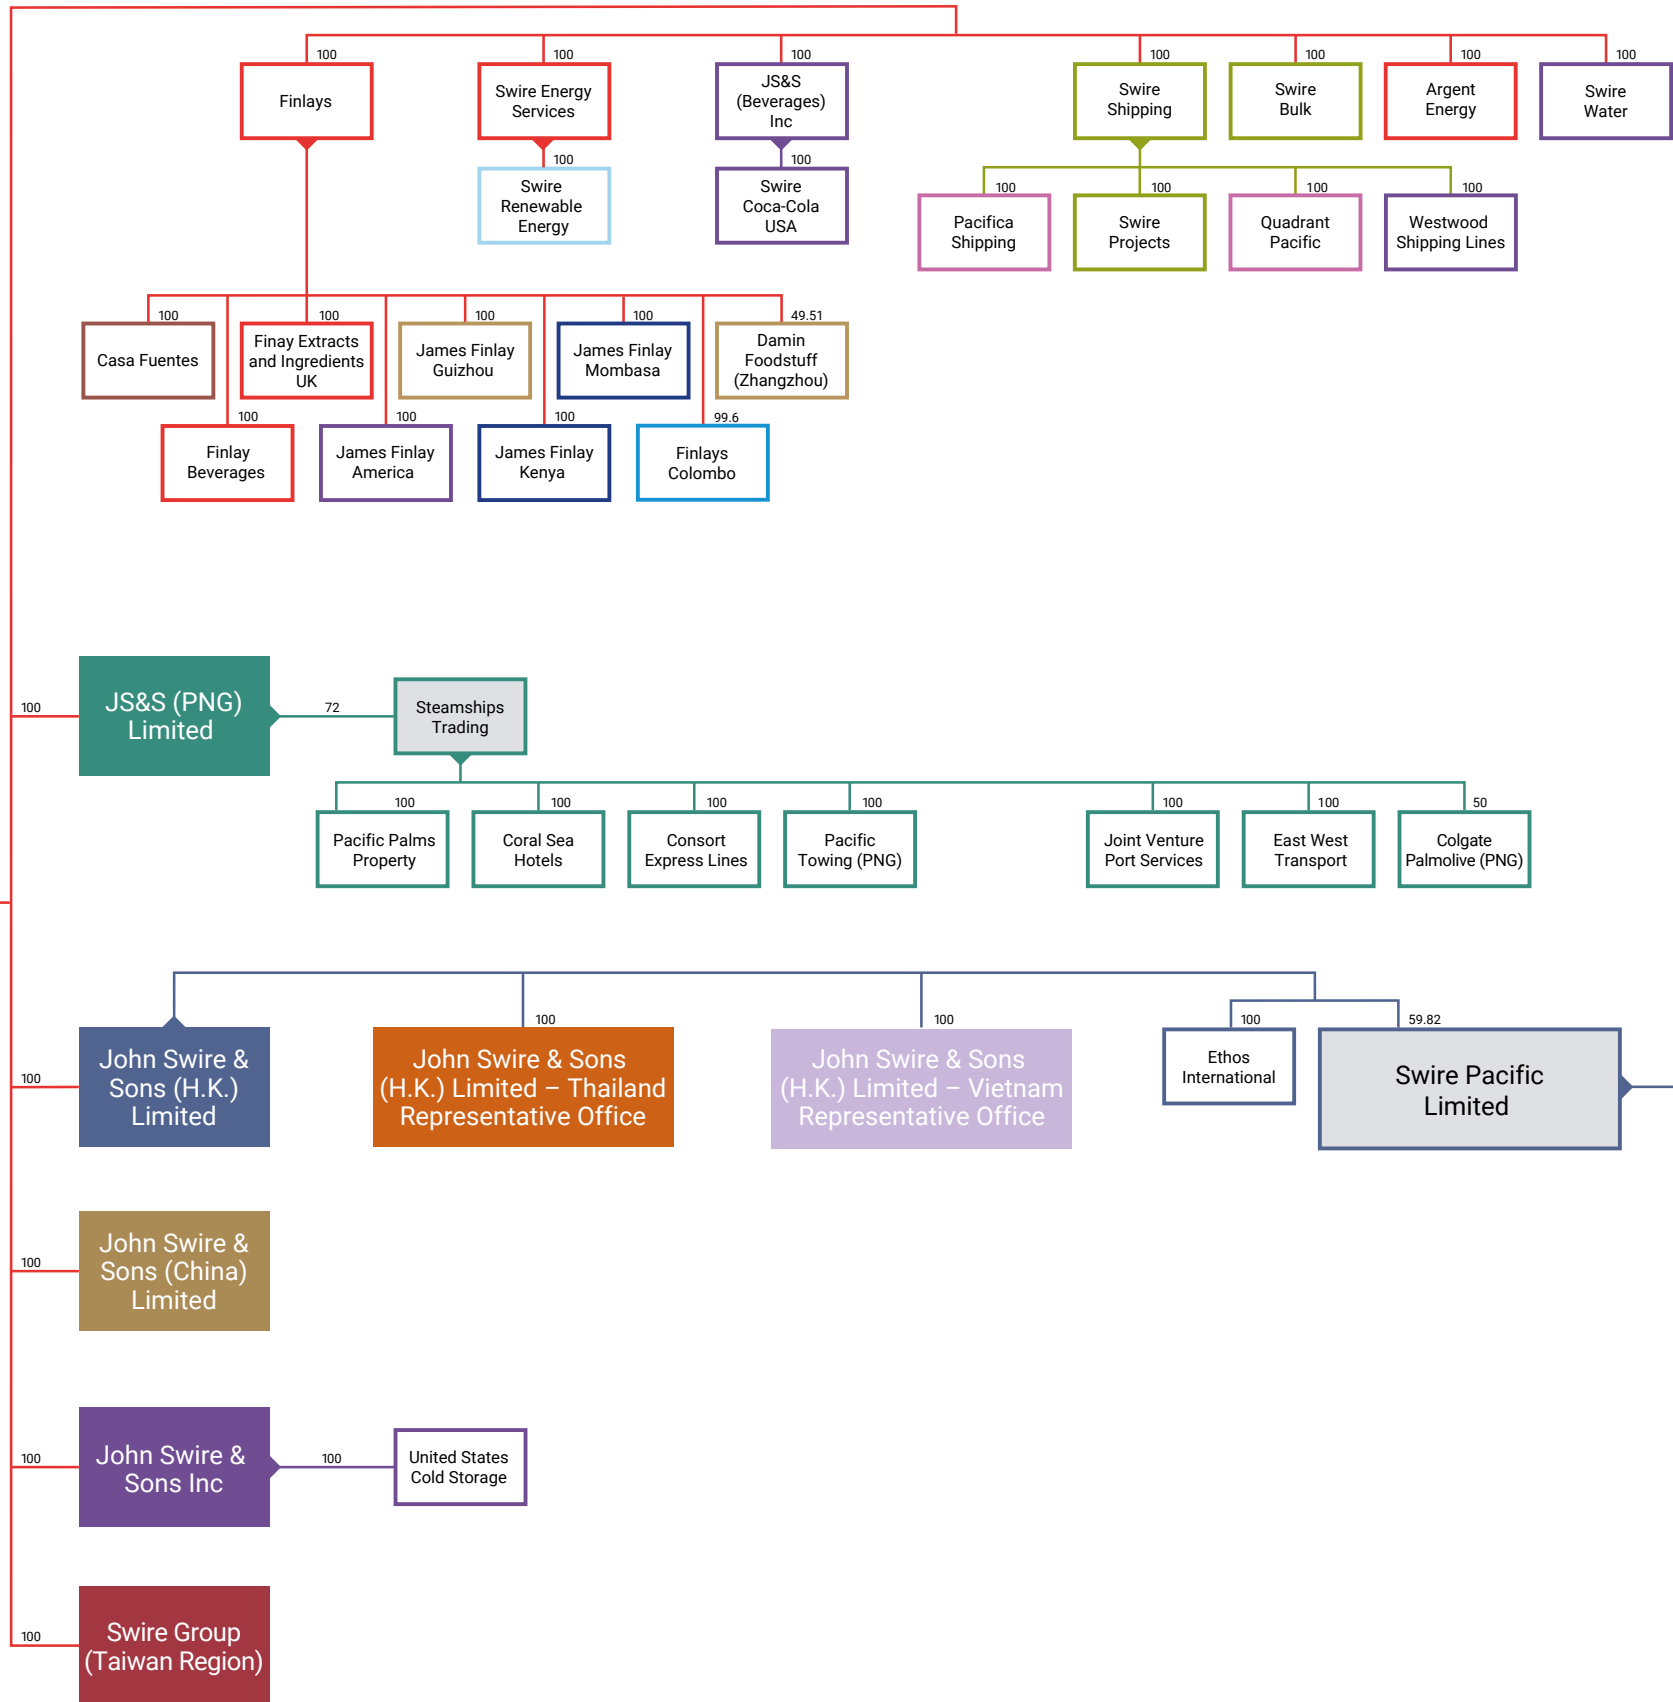 100
100
100
100
100
100
100
Finlays
Swire Energy
Services
JS&S
(Beverages)
Inc
Swire
Shipping
Swire
Bulk
Argent
Energy
Swire
Water
100
100
100
100
100
100
Swire
Renewable
Energy
Swire
Coca-Cola
USA
Pacifica
Shipping
Swire
Projects
Quadrant
Pacific
Westwood
Shipping Lines
100
100
100
100
49.51
Casa Fuentes
Finay Extracts
and Ingredients
UK
James Finlay
Guizhou
James Finlay
Mombasa
Damin
Foodstuff
(Zhangzhou)
100
100
100
99.6
Finlay
Beverages
James Finlay
America
James Finlay
Kenya
Finlays
Colombo
100
JS&S (PNG)
Limited
72
Steamships
Trading
100
100
100
100
100
100
50
Pacific Palms
Property
Coral Sea
Hotels
Consort
Express Lines
Pacific
Towing (PNG)
Joint Venture
Port Services
East West
Transport
Colgate
Palmolive (PNG)
100
100
100
59.82
100
John Swire &
Sons (H.K.)
Limited
John Swire & Sons
(H.K.) Limited – Thailand
Representative Office
John Swire & Sons
(H.K.) Limited – Vietnam
Representative Office
Ethos
International
Swire Pacific
Limited
100
John Swire &
Sons (China)
Limited
100
John Swire &
Sons Inc
100
United States
Cold Storage
100
Swire Group
(Taiwan Region)